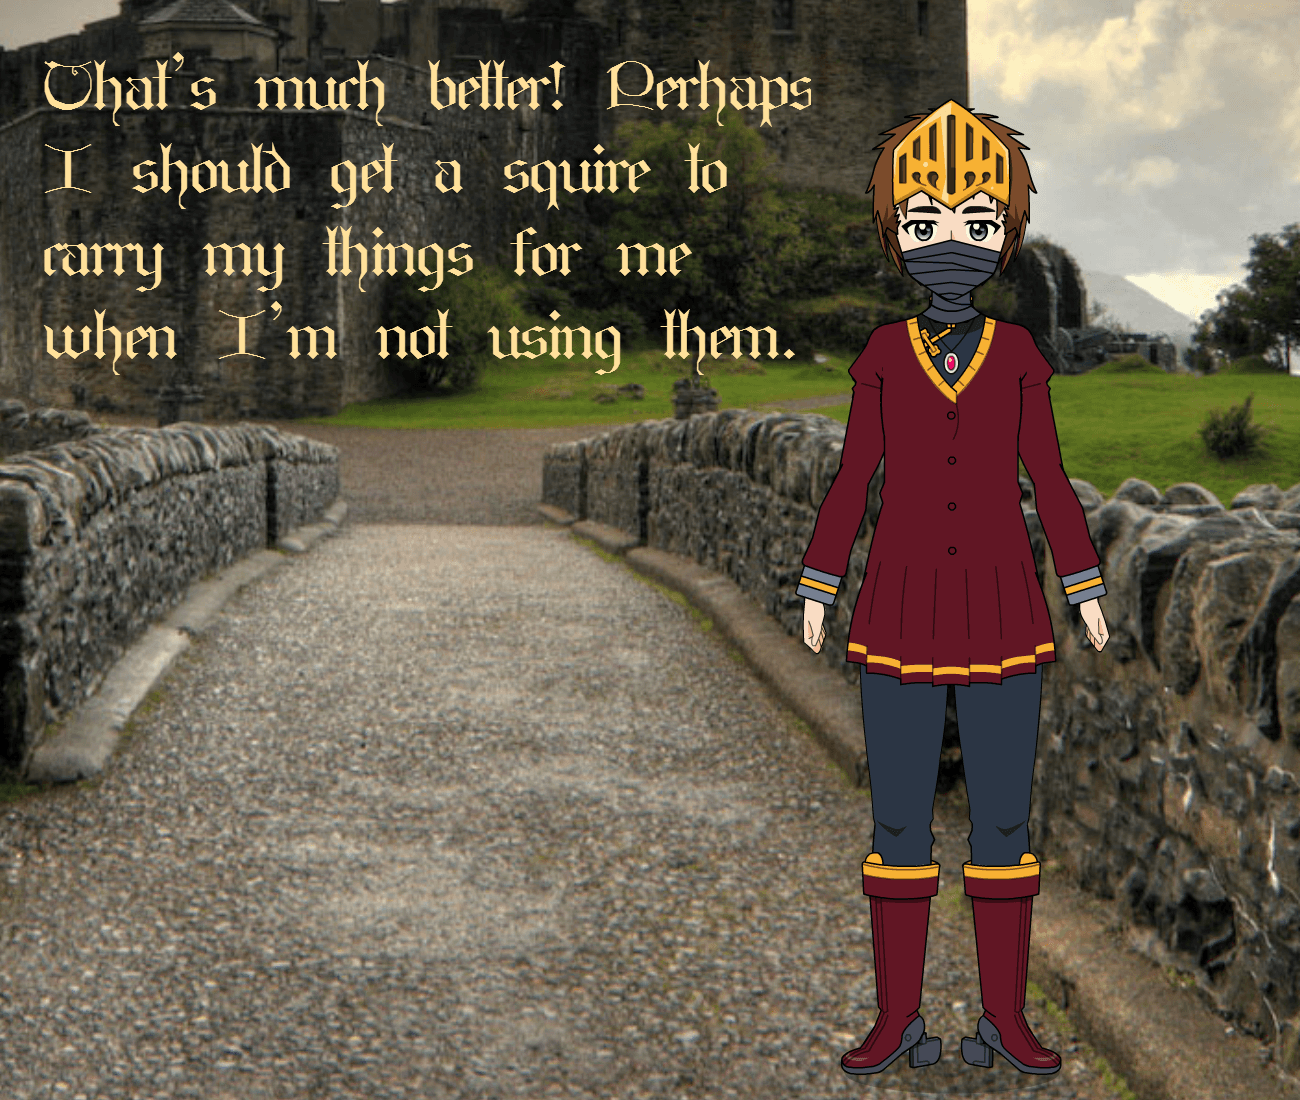 That's much better! Perhaps
I should get a squire to
carry my things for me
when I'm not using them.